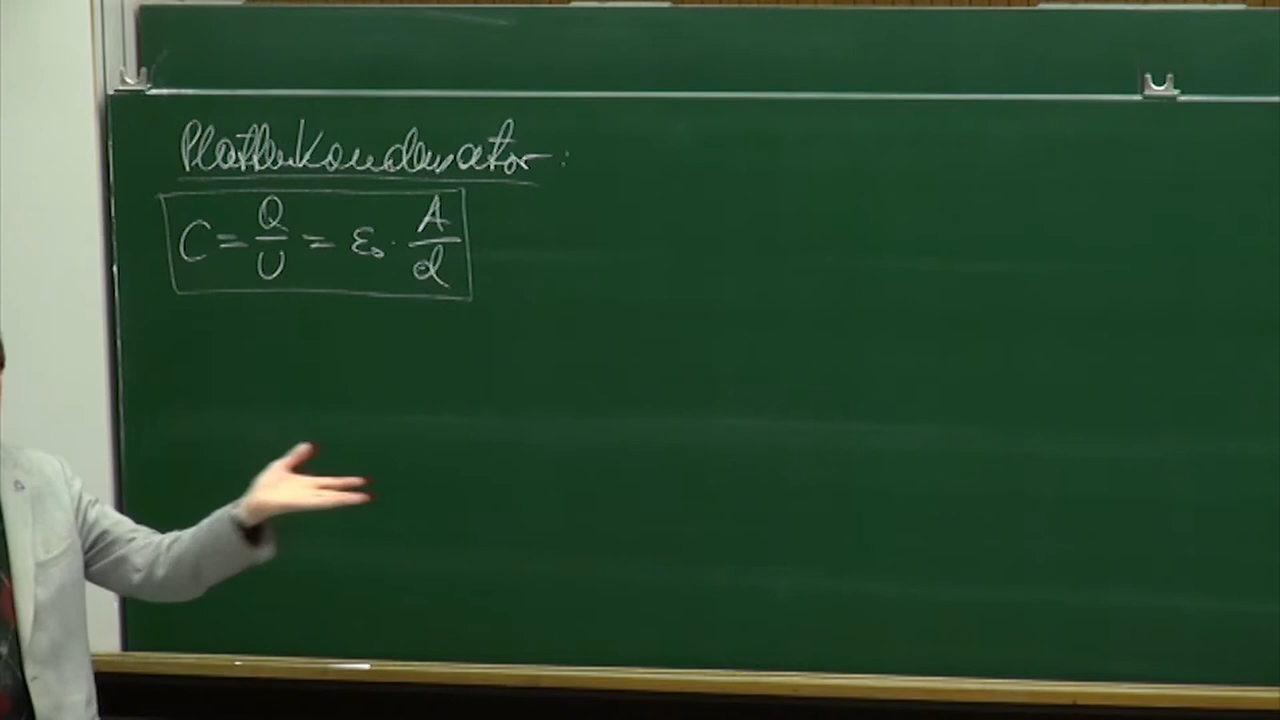 Plattenkondensator:
C = Q/U = ε₀ · A/d